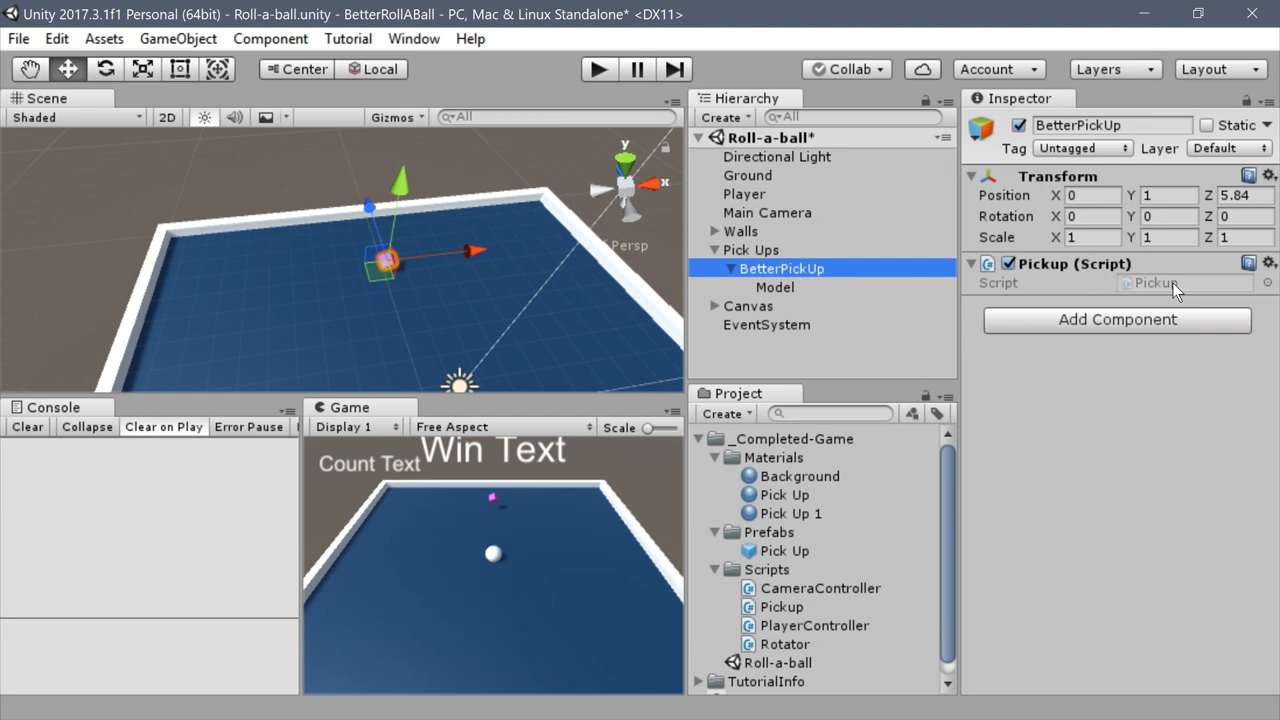 Unity 2017.3.1f1 Personal (64bit) - Roll-a-ball.unity - BetterRollABall - PC, Mac & Linux Standalone* <DX11>
File Edit Assets GameObject Component Tutorial Window Help
Center Local Collab Account Layers Layout
Scene
Shaded 2D Gizmos All
y
x
Persp
Console
Clear Collapse Clear on Play Error Pause
Game
Display 1 Free Aspect Scale
Count Text
Win Text
Hierarchy
Create All
Roll-a-ball*
Directional Light
Ground
Player
Main Camera
Walls
Pick Ups
BetterPickUp
Model
Canvas
EventSystem
Project
Create
_Completed-Game
Materials
Background
Pick Up
Pick Up 1
Prefabs
Pick Up
Scripts
CameraController
Pickup
PlayerController
Rotator
Roll-a-ball
TutorialInfo
Inspector
BetterPickUp Static
Tag Untagged Layer Default
Transform
Position X 0 Y 1 Z 5.84
Rotation X 0 Y 0 Z 0
Scale X 1 Y 1 Z 1
Pickup (Script)
Script Pickup
Add Component